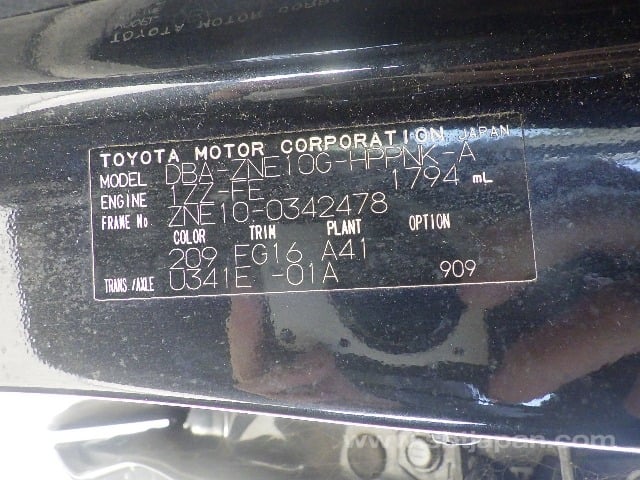 TOYOTA MOTOR CORPORATION JAPAN
MODEL DBA-ZNE10G-HPPNK-A
ENGINE 1ZZ-FE 1794 mL
FRAME No. ZNE10-0342478
COLOR TRIM PLANT OPTION
209 EG16 A41
TRANS./AXLE U341E -01A 909